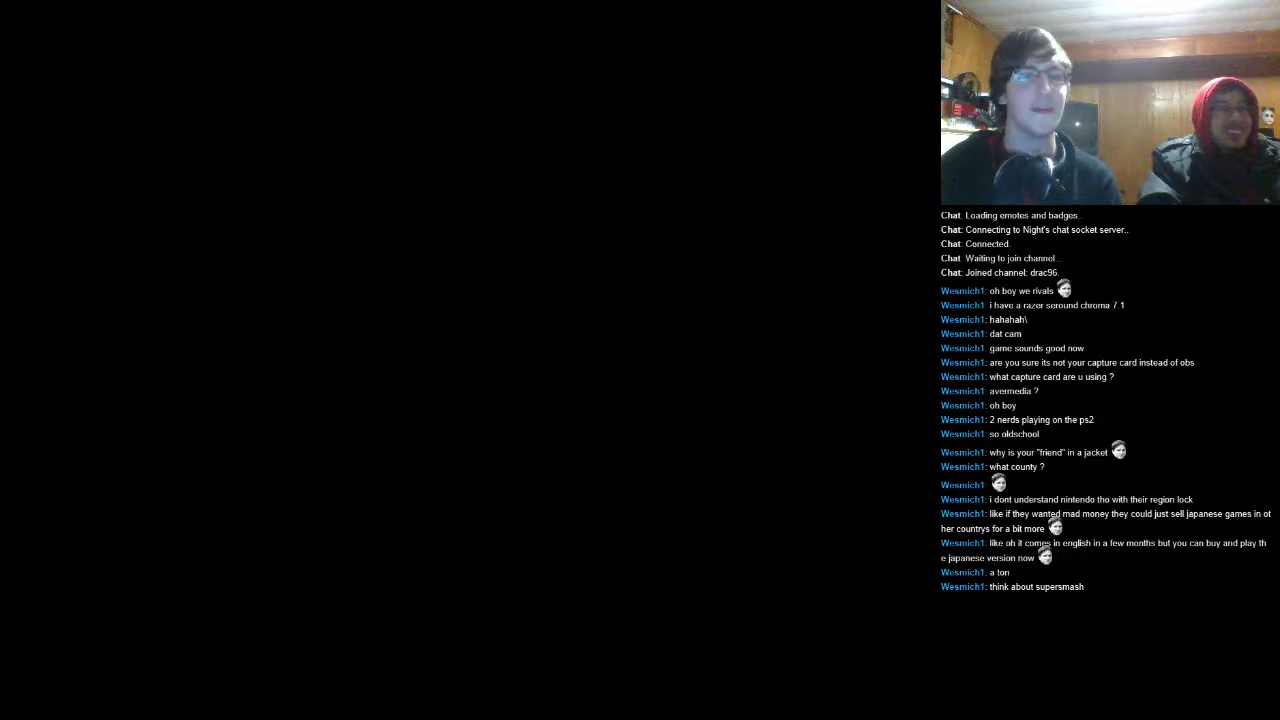 Chat: Loading emotes and badges..
Chat: Connecting to Night's chat socket server..
Chat: Connected.
Chat: Waiting to join channel...
Chat: Joined channel: drac96.
Wesmich1: oh boy we rivals
Wesmich1: i have a razer seround chroma 7.1
Wesmich1: hahahah\
Wesmich1: dat cam
Wesmich1: game sounds good now
Wesmich1: are you sure its not your capture card instead of obs
Wesmich1: what capture card are u using ?
Wesmich1: avermedia ?
Wesmich1: oh boy
Wesmich1: 2 nerds playing on the ps2
Wesmich1: so oldschool
Wesmich1: why is your "friend" in a jacket
Wesmich1: what county ?
Wesmich1:
Wesmich1: i dont understand nintendo tho with their region lock
Wesmich1: like if they wanted mad money they could just sell japanese games in ot
her countrys for a bit more
Wesmich1: like oh it comes in english in a few months but you can buy and play th
e japanese version now
Wesmich1: a ton
Wesmich1: think about supersmash